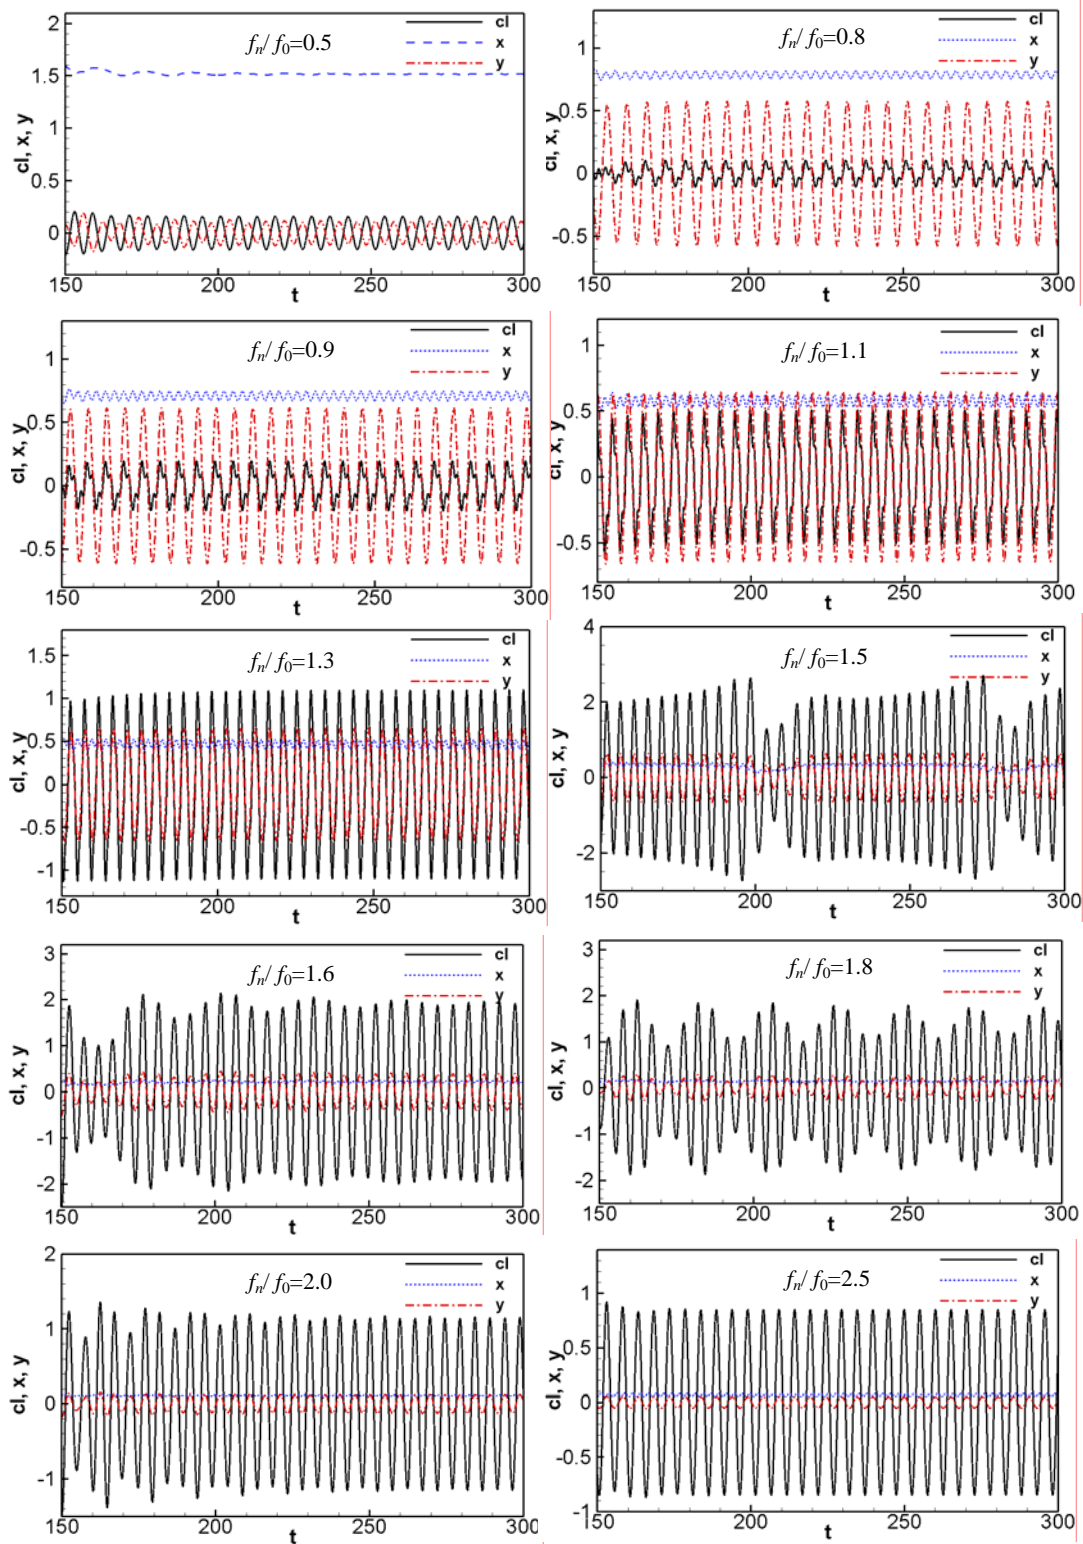 2
1.5
1
0.5
0
cl, x, y
fn/ f0=0.5
cl
x
y
150
200
250
300
t
1
0.5
0
-0.5
cl, x, y
fn/ f0=0.8
cl
x
y
150
200
250
300
t
1
0.5
0
-0.5
cl, x, y
fn/ f0=0.9
cl
x
y
150
200
250
300
t
1
0.5
0
-0.5
cl, x, y
fn/ f0=1.1
cl
x
y
150
200
250
300
t
1.5
1
0.5
0
-0.5
-1
cl, x, y
fn/ f0=1.3
cl
x
y
150
200
250
300
t
4
2
0
-2
cl, x, y
fn/ f0=1.5
cl
x
y
150
200
250
300
t
3
2
1
0
-1
-2
cl, x, y
fn/ f0=1.6
cl
x
y
150
200
250
300
t
3
2
1
0
-1
-2
cl, x, y
fn/ f0=1.8
cl
x
y
150
200
250
300
t
2
1
0
-1
cl, x, y
fn/ f0=2.0
cl
x
y
150
200
250
300
t
1
0.5
0
-0.5
-1
cl, x, y
fn/ f0=2.5
cl
x
y
150
200
250
300
t